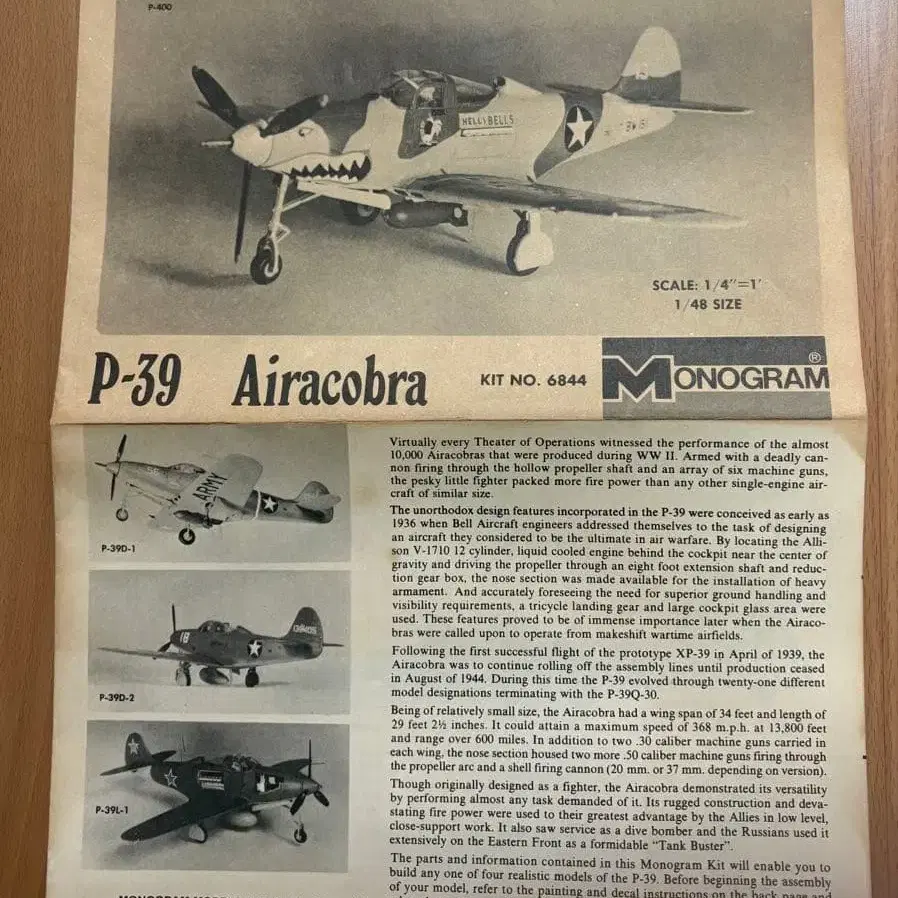 P-400
HELL'S BELLS
SCALE: 1/4"=1'
1/48 SIZE
P-39 Airacobra
KIT NO. 6844
MONOGRAM®
ARMY
P-39D-1
18
P-39D-2
P-39L-1
Virtually every Theater of Operations witnessed the performance of the almost
10,000 Airacobras that were produced during WW II. Armed with a deadly can-
non firing through the hollow propeller shaft and an array of six machine guns,
the pesky little fighter packed more fire power than any other single-engine air-
craft of similar size.
The unorthodox design features incorporated in the P-39 were conceived as early as
1936 when Bell Aircraft engineers addressed themselves to the task of designing
an aircraft they considered to be the ultimate in air warfare. By locating the Alli-
son V-1710 12 cylinder, liquid cooled engine behind the cockpit near the center of
gravity and driving the propeller through an eight foot extension shaft and reduc-
tion gear box, the nose section was made available for the installation of heavy
armament. And accurately foreseeing the need for superior ground handling and
visibility requirements, a tricycle landing gear and large cockpit glass area were
used. These features proved to be of immense importance later when the Airaco-
bras were called upon to operate from makeshift wartime airfields.
Following the first successful flight of the prototype XP-39 in April of 1939, the
Airacobra was to continue rolling off the assembly lines until production ceased
in August of 1944. During this time the P-39 evolved through twenty-one different
model designations terminating with the P-39Q-30.
Being of relatively small size, the Airacobra had a wing span of 34 feet and length of
29 feet 2½ inches. It could attain a maximum speed of 368 m.p.h. at 13,800 feet
and range over 600 miles. In addition to two .30 caliber machine guns carried in
each wing, the nose section housed two more .50 caliber machine guns firing through
the propeller arc and a shell firing cannon (20 mm. or 37 mm. depending on version).
Though originally designed as a fighter, the Airacobra demonstrated its versatility
by performing almost any task demanded of it. Its rugged construction and deva-
stating fire power were used to their greatest advantage by the Allies in low level,
close-support work. It also saw service as a dive bomber and the Russians used it
extensively on the Eastern Front as a formidable "Tank Buster".
The parts and information contained in this Monogram Kit will enable you to
build any one of four realistic models of the P-39. Before beginning the assembly
of your model, refer to the painting and decal instructions on the back page and